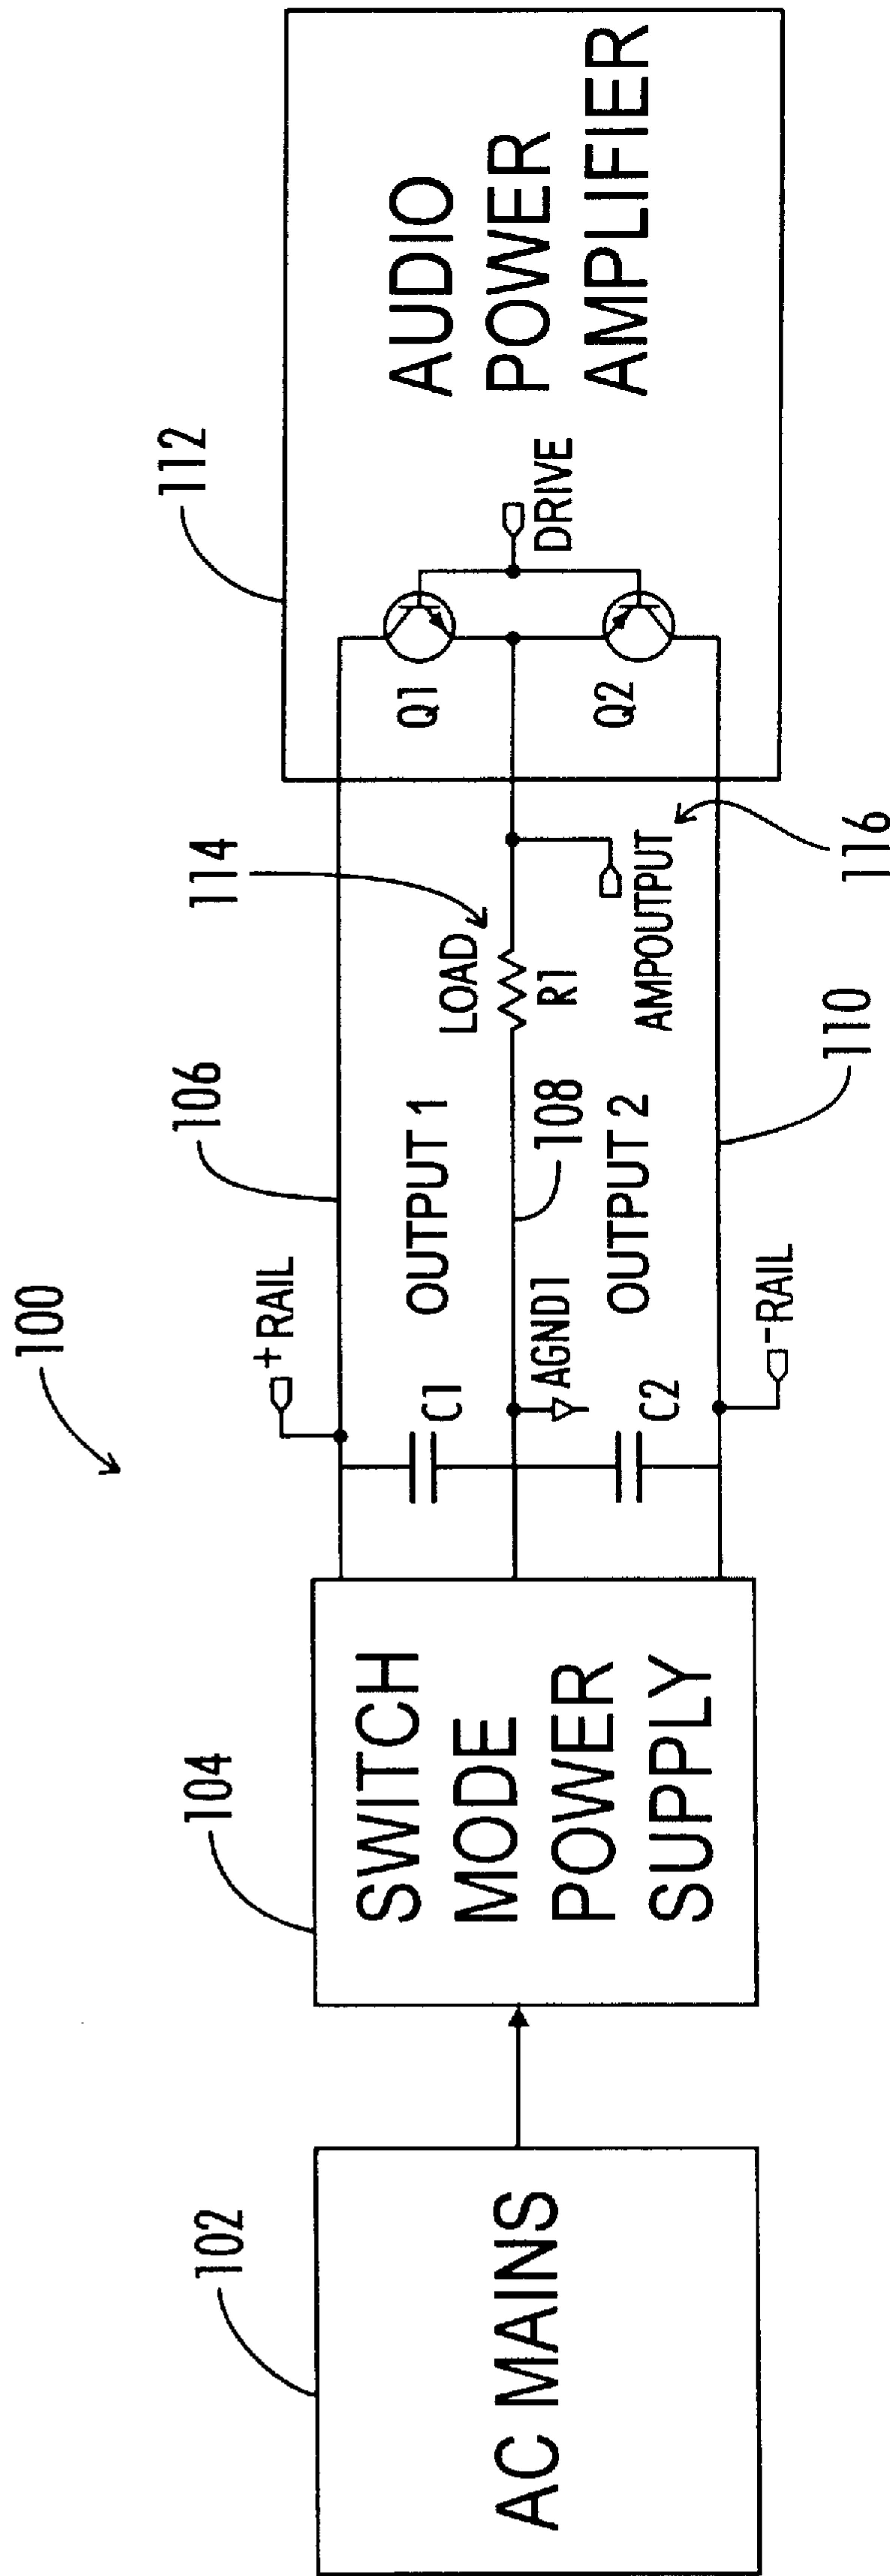 100
102
AC MAINS
104
SWITCH
MODE
POWER
SUPPLY
+RAIL
106
C1
OUTPUT 1
AGND1
108
C2
OUTPUT 2
-RAIL
110
LOAD
114
R1
AMPOUTPUT
116
112
Q1
Q2
DRIVE
AUDIO
POWER
AMPLIFIER